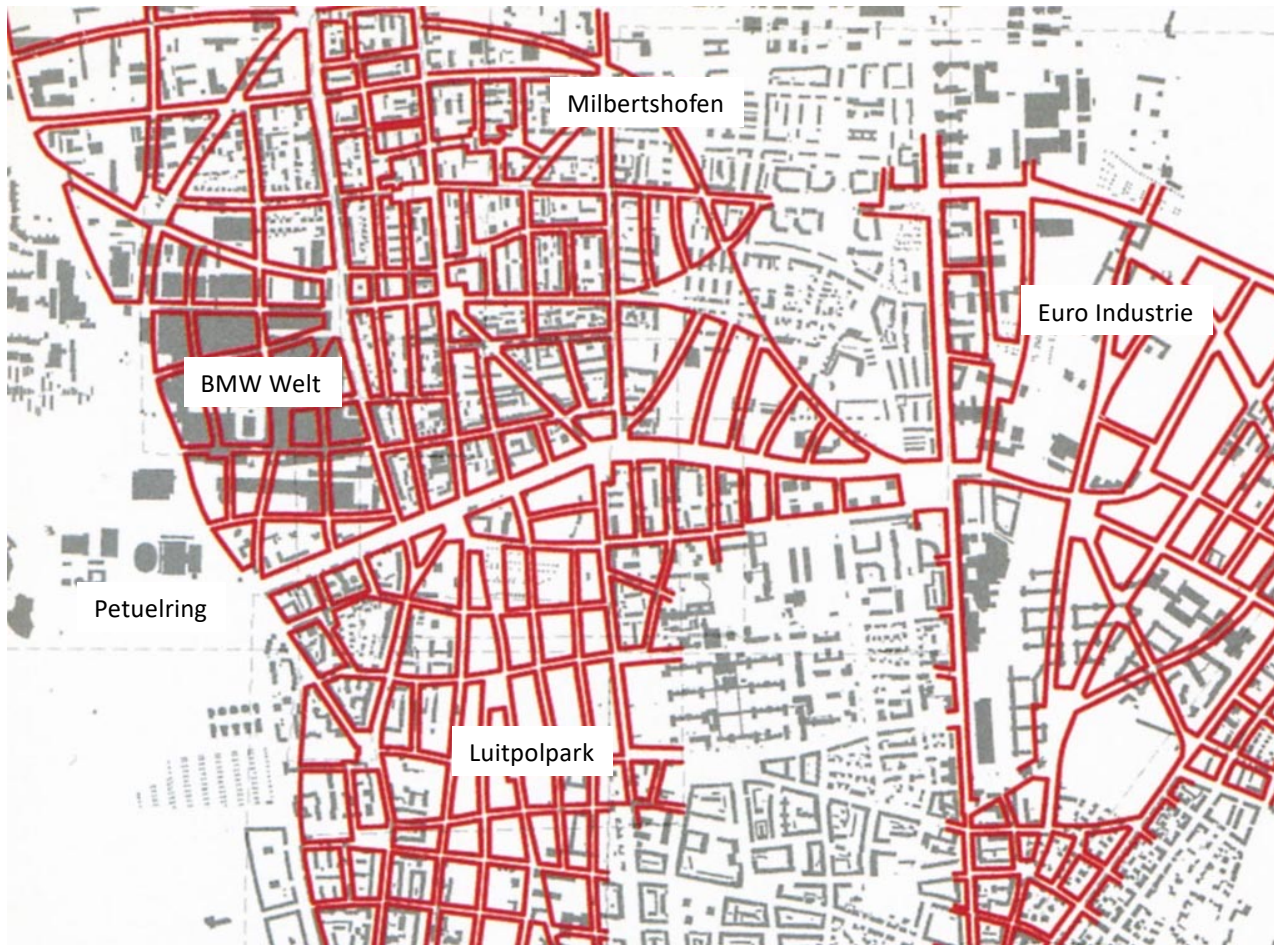 Milbertshofen
Euro Industrie
BMW Welt
Petuelring
Luitpolpark